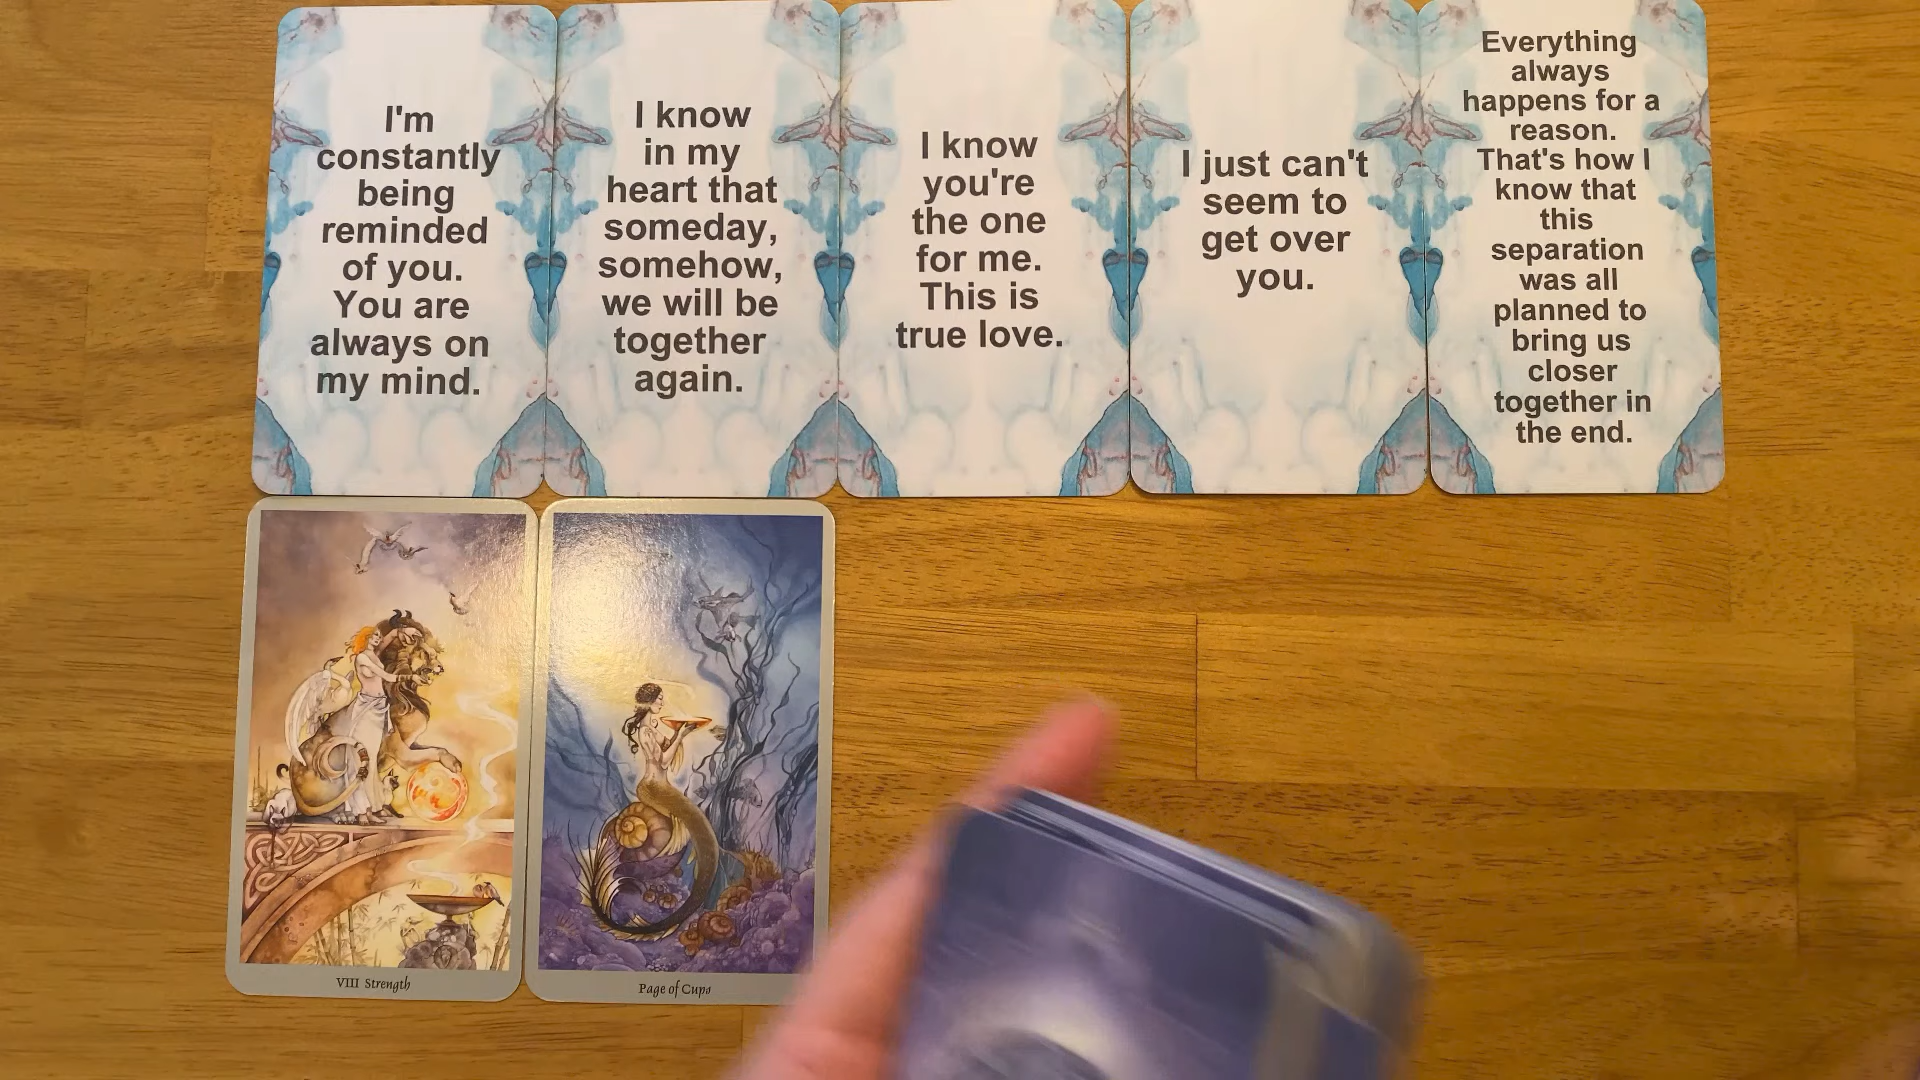 I'm
constantly
being
reminded
of you.
You are
always on
my mind.
I know
in my
heart that
someday,
somehow,
we will be
together
again.
I know
you're
the one
for me.
This is
true love.
I just can't
seem to
get over
you.
Everything
always
happens for a
reason.
That's how I
know that
this
separation
was all
planned to
bring us
closer
together in
the end.
VIII Strength
Page of Cups